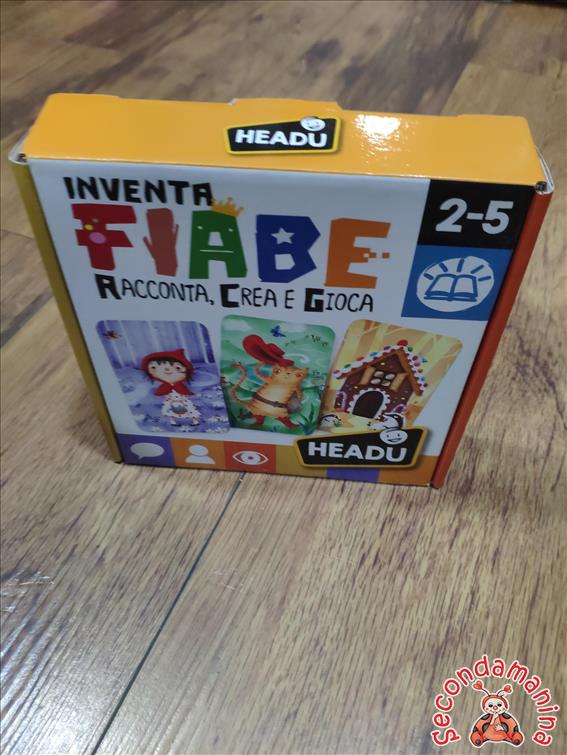 HEADU
INVENTA
FIABE
RACCONTA, CREA E GIOCA
2-5
HEADU
Secondamanina